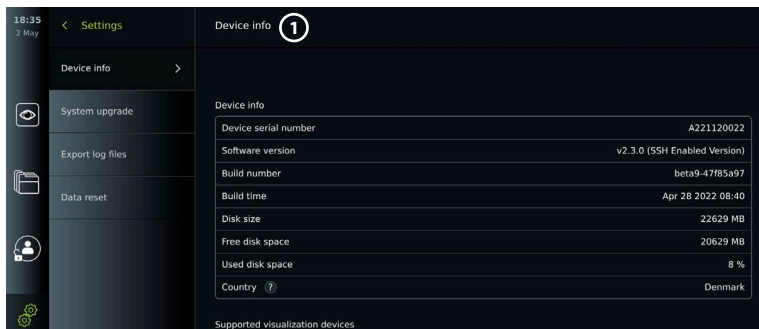 18:35
2 May
Settings
Device info
1
Device info
System upgrade
Export log files
Data reset
Device info
Device serial number A221120022
Software version v2.3.0 (SSH Enabled Version)
Build number beta9-47f85a97
Build time Apr 28 2022 08:40
Disk size 22629 MB
Free disk space 20629 MB
Used disk space 8 %
Country ? Denmark
Supported visualization devices